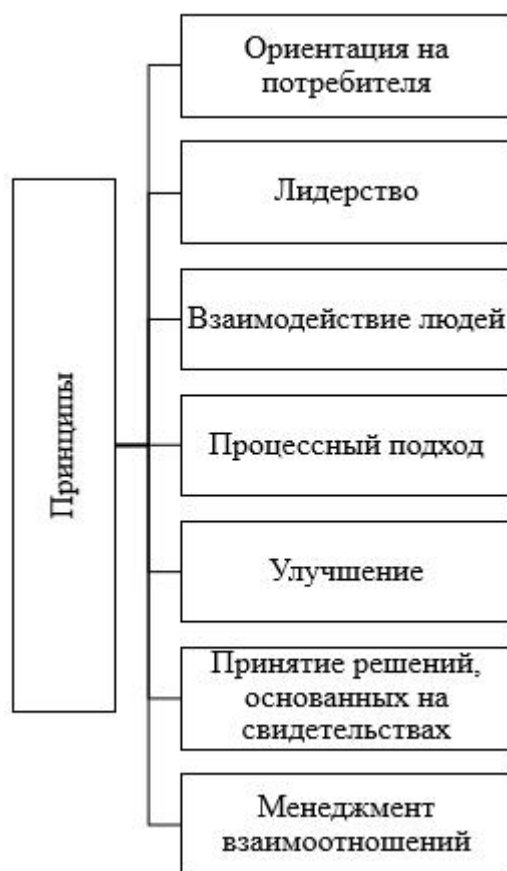 Принципы
Ориентация на
потребителя
Лидерство
Взаимодействие людей
Процессный подход
Улучшение
Принятие решений,
основанных на
свидетельствах
Менеджмент
взаимоотношений